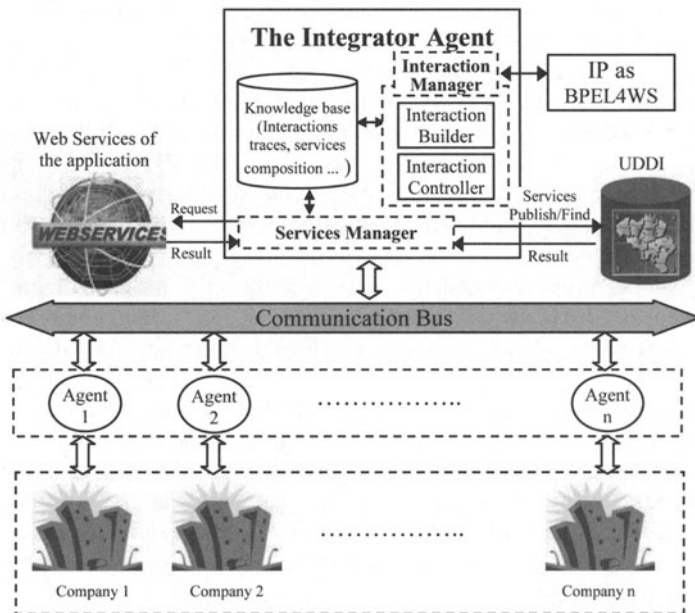 The Integrator Agent
Interaction
Manager
IP as
BPEL4WS
Knowledge base
(Interactions
traces, services
composition ... )
Interaction
Builder
Interaction
Controller
Web Services of
the application
UDDI
WEBSERVICES
Request
Result
Services Manager
Services
Publish/Find
Result
Communication Bus
Agent
1
Agent
2
Agent
n
Company 1
Company 2
Company n